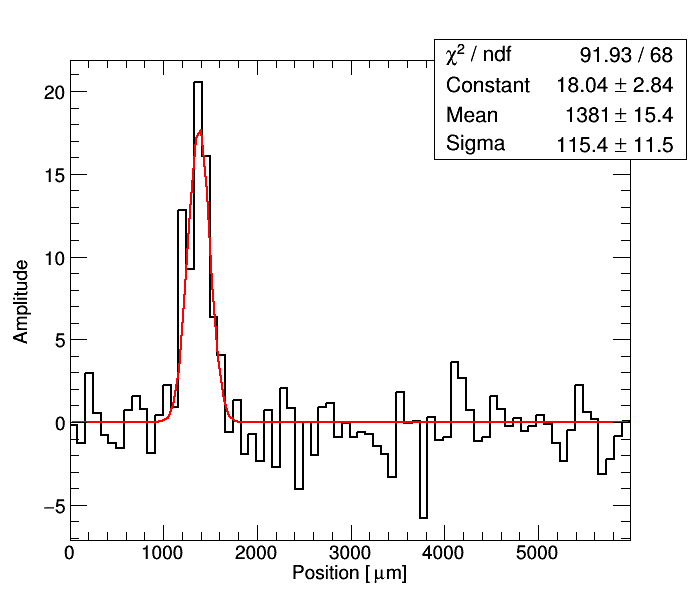 χ² / ndf 91.93 / 68
Constant 18.04 ± 2.84
Mean 1381 ± 15.4
Sigma 115.4 ± 11.5
20
15
10
5
0
−5
Amplitude
0 1000 2000 3000 4000 5000
Position [ μm]